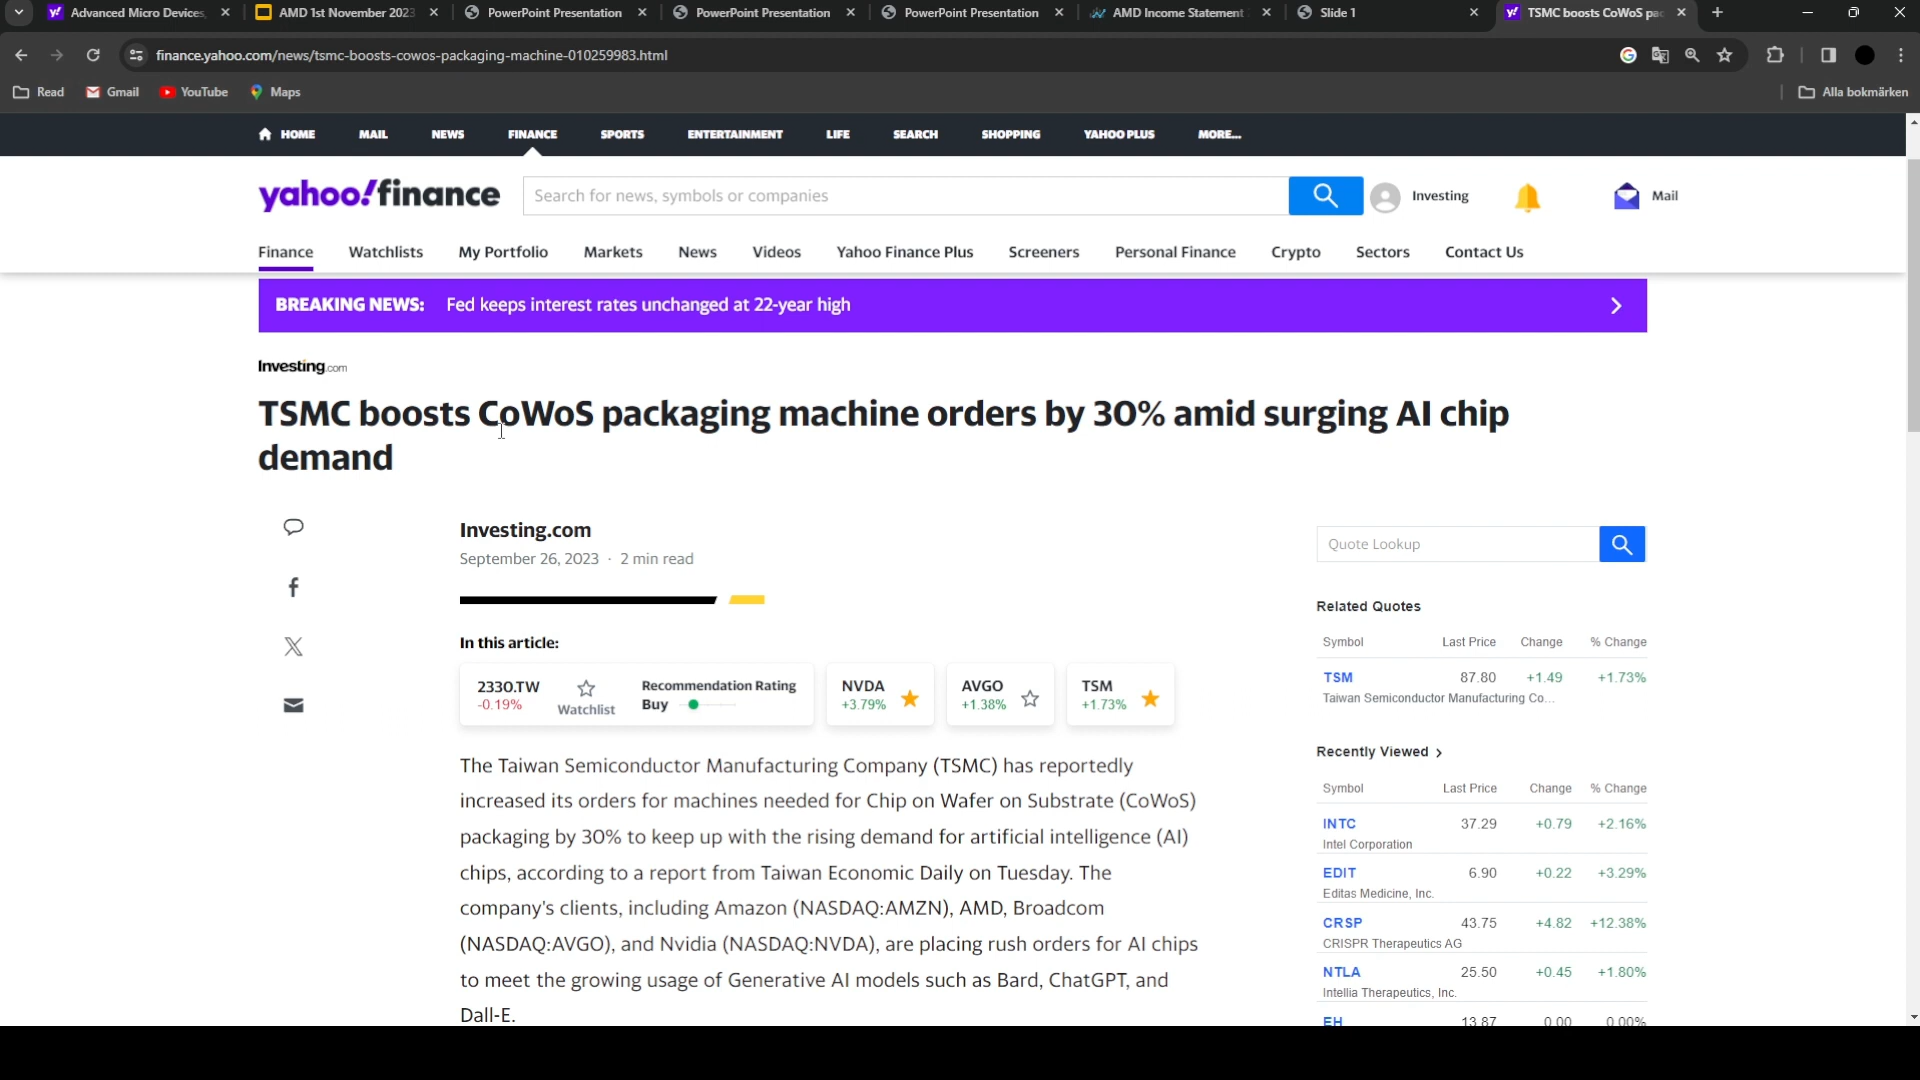 Advanced Micro Devices,
AMD 1st November 2023
PowerPoint Presentation
PowerPoint Presentation
PowerPoint Presentation
AMD Income Statement
Slide 1
TSMC boosts CoWoS pac
finance.yahoo.com/news/tsmc-boosts-cowos-packaging-machine-010259983.html
Read Gmail YouTube Maps Alla bokmärken
HOME MAIL NEWS FINANCE SPORTS ENTERTAINMENT LIFE SEARCH SHOPPING YAHOO PLUS MORE...
yahoo!finance
Search for news, symbols or companies
Investing
Mail
Finance Watchlists My Portfolio Markets News Videos Yahoo Finance Plus Screeners Personal Finance Crypto Sectors Contact Us
BREAKING NEWS: Fed keeps interest rates unchanged at 22-year high
Investing.com
TSMC boosts CoWoS packaging machine orders by 30% amid surging AI chip
demand
Investing.com
September 26, 2023 · 2 min read
In this article:
2330.TW
-0.19%
Watchlist
Recommendation Rating
Buy
NVDA
+3.79%
AVGO
+1.38%
TSM
+1.73%
The Taiwan Semiconductor Manufacturing Company (TSMC) has reportedly
increased its orders for machines needed for Chip on Wafer on Substrate (CoWoS)
packaging by 30% to keep up with the rising demand for artificial intelligence (AI)
chips, according to a report from Taiwan Economic Daily on Tuesday. The
company's clients, including Amazon (NASDAQ:AMZN), AMD, Broadcom
(NASDAQ:AVGO), and Nvidia (NASDAQ:NVDA), are placing rush orders for AI chips
to meet the growing usage of Generative AI models such as Bard, ChatGPT, and
Dall-E.
Quote Lookup
Related Quotes
Symbol Last Price Change % Change
TSM 87.80 +1.49 +1.73%
Taiwan Semiconductor Manufacturing Co...
Recently Viewed
Symbol Last Price Change % Change
INTC 37.29 +0.79 +2.16%
Intel Corporation
EDIT 6.90 +0.22 +3.29%
Editas Medicine, Inc.
CRSP 43.75 +4.82 +12.38%
CRISPR Therapeutics AG
NTLA 25.50 +0.45 +1.80%
Intellia Therapeutics, Inc.
EH 13.87 0.00 0.00%